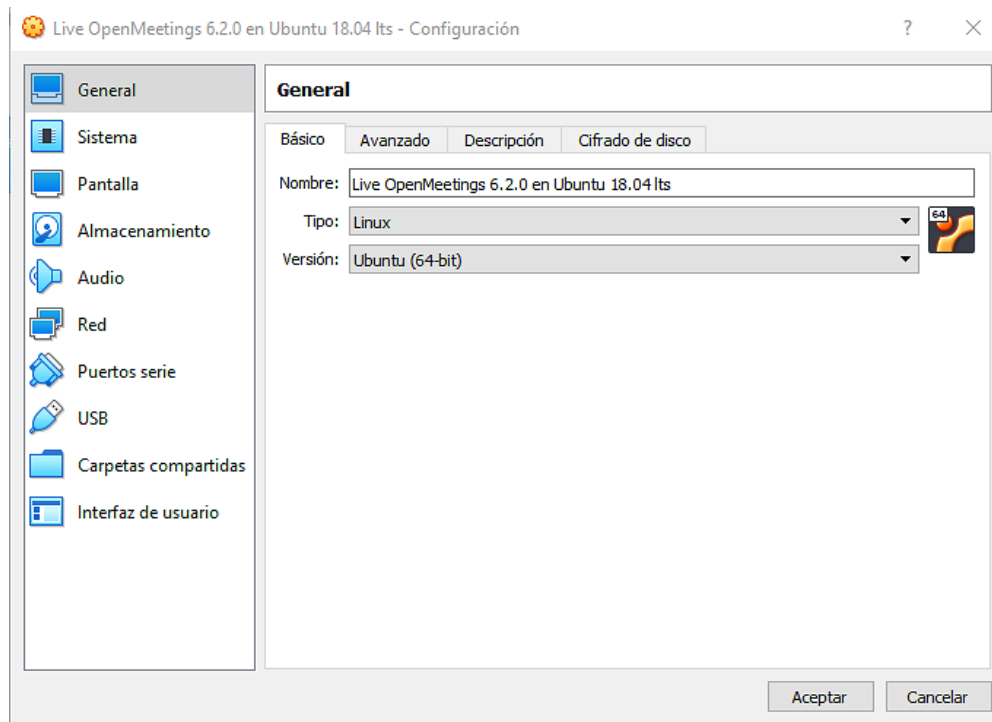 Live OpenMeetings 6.2.0 en Ubuntu 18.04 lts - Configuración
?
General
Sistema
Pantalla
Almacenamiento
Audio
Red
Puertos serie
USB
Carpetas compartidas
Interfaz de usuario
General
Básico Avanzado Descripción Cifrado de disco
Nombre: Live OpenMeetings 6.2.0 en Ubuntu 18.04 lts
Tipo: Linux
64
Versión: Ubuntu (64-bit)
Aceptar Cancelar